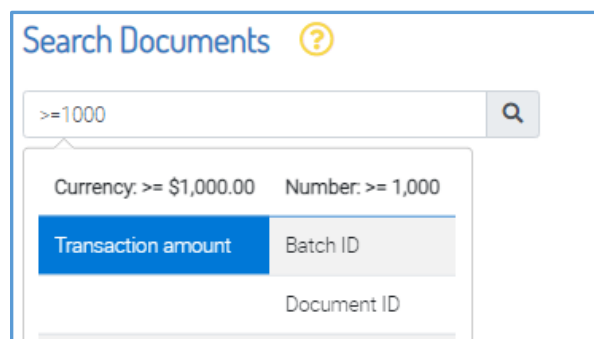 Search Documents ?
>=1000
Currency: >= $1,000.00 Number: >= 1,000
Transaction amount Batch ID
Document ID